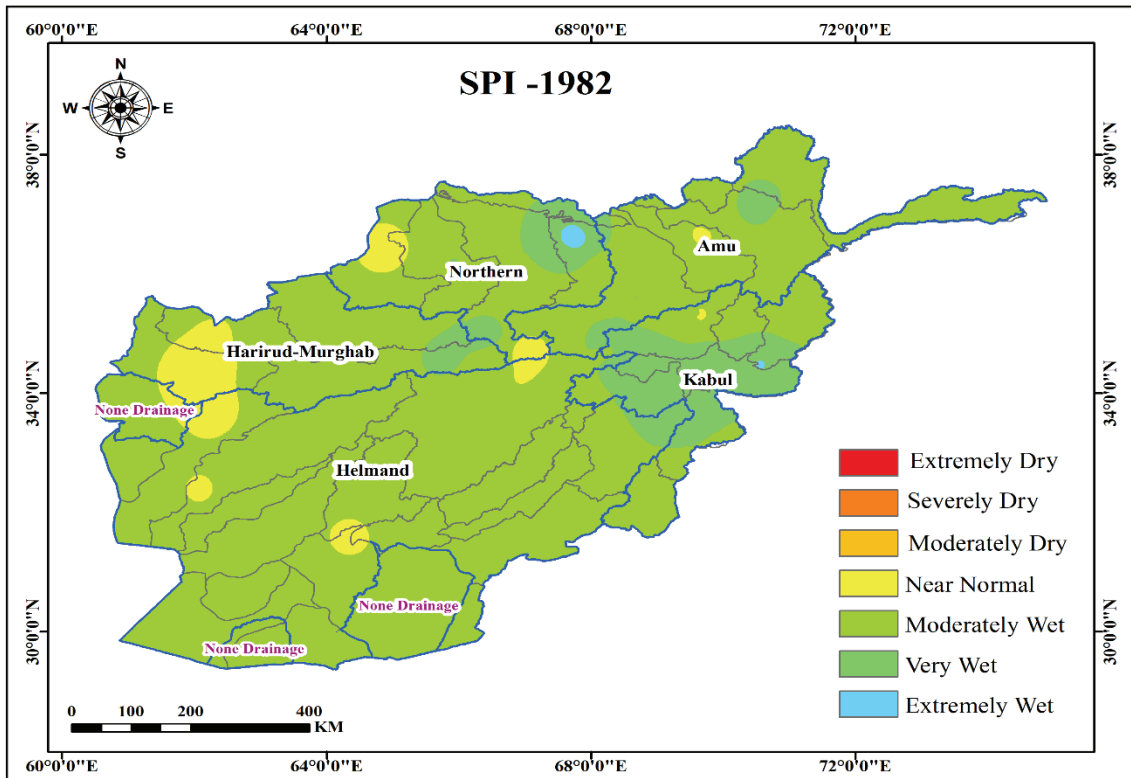 60°0'0"E 64°0'0"E 68°0'0"E 72°0'0"E
SPI -1982
N
W E
S
38°0'0"N 38°0'0"N
Amu
Northern
Harirud-Murghab
Kabul
34°0'0"N 34°0'0"N
None Drainage
Helmand
Extremely Dry
Severely Dry
Moderately Dry
Near Normal
None Drainage
Moderately Wet
30°0'0"N 30°0'0"N
None Drainage
Very Wet
Extremely Wet
0 100 200 400
KM
60°0'0"E 64°0'0"E 68°0'0"E 72°0'0"E